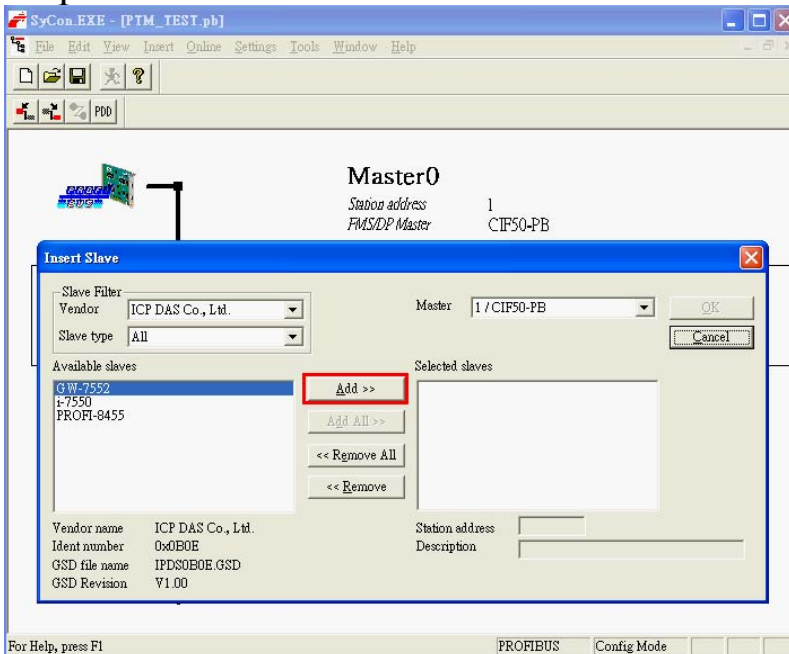 SyCon.EXE - [PTM_TEST.pb]
File Edit View Insert Online Settings Tools Window Help
PDD
Master0
Station address 1
FMS/DP Master CIF50-PB
Insert Slave
Slave Filter
Vendor ICP DAS Co., Ltd.
Slave type All
Master 1 / CIF50-PB
OK
Cancel
Available slaves
GW-7552
i-7550
PROFI-8455
Add >>
Add All >>
<< Remove All
<< Remove
Selected slaves
Vendor name ICP DAS Co., Ltd.
Ident number 0x0B0E
GSD file name IPDS0B0E.GSD
GSD Revision V1.00
Station address
Description
For Help, press F1
PROFIBUS Config Mode